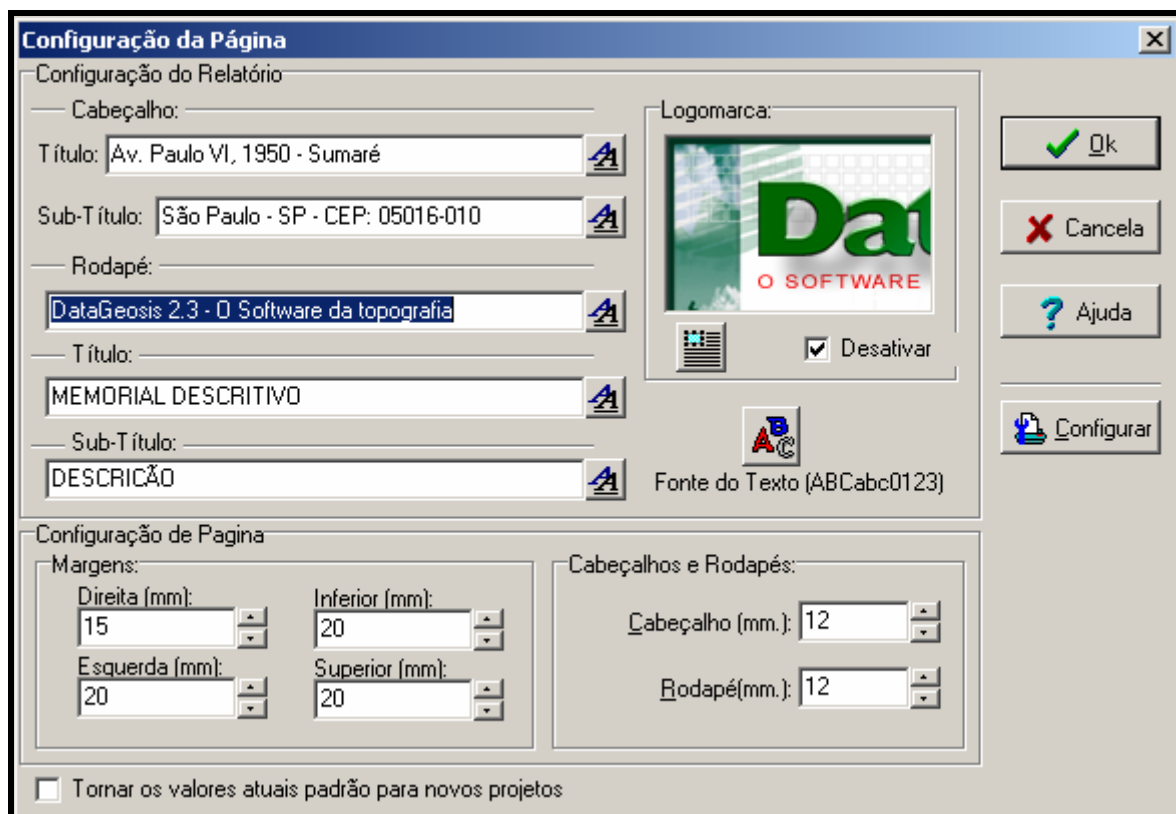 Configuração da Página
Configuração do Relatório
Cabeçalho:
Título: Av. Paulo VI, 1950 - Sumaré
Sub-Título: São Paulo - SP - CEP: 05016-010
Rodapé:
DataGeosis 2.3 - O Software da topografia
Título:
MEMORIAL DESCRITIVO
Sub-Título:
DESCRICÃO
Logomarca:
Dat
O SOFTWARE
Desativar
ABC
Fonte do Texto (ABCabc0123)
Ok
Cancela
Ajuda
Configurar
Configuração de Pagina
Margens:
Direita (mm):
15
Inferior (mm):
20
Esquerda (mm):
20
Superior (mm):
20
Cabeçalhos e Rodapés:
Cabeçalho (mm.): 12
Rodapé(mm.): 12
Tornar os valores atuais padrão para novos projetos